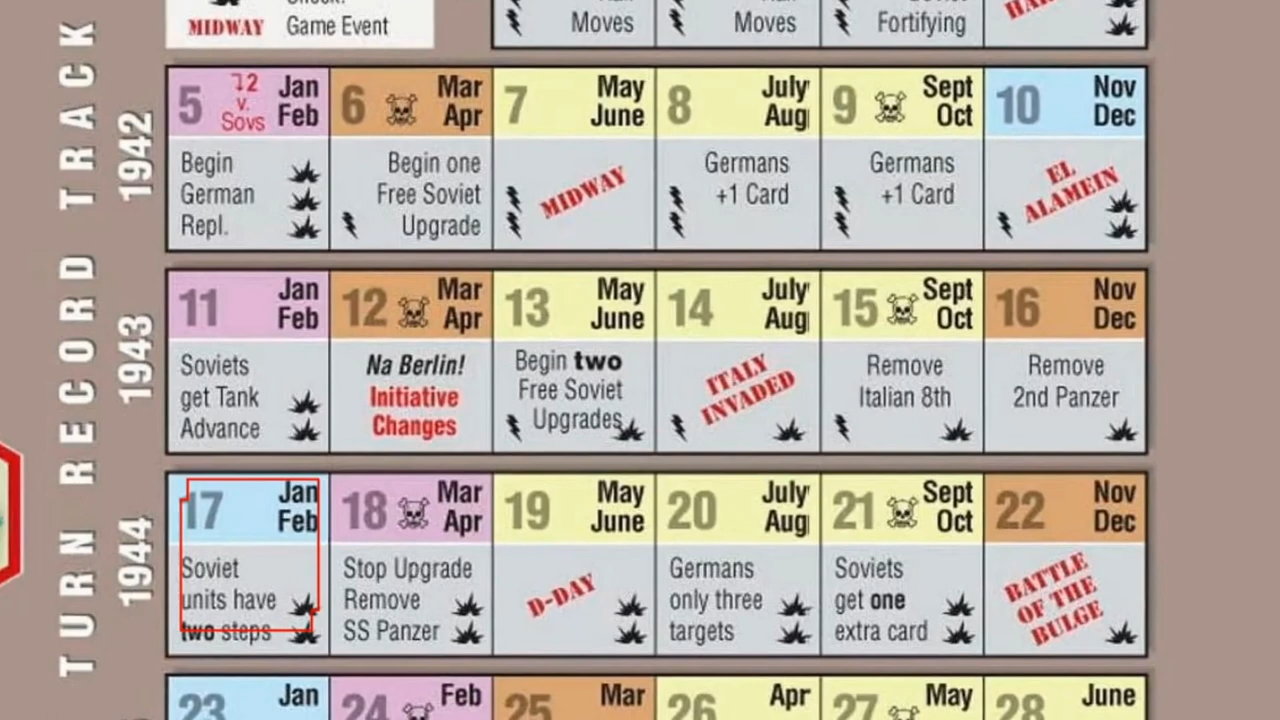 MIDWAY Game Event
Moves
Moves
Fortifying
TURN RECORD TRACK
1942
5 12 v. Sovs Jan Feb
Begin German Repl.
6 Mar Apr
Begin one Free Soviet Upgrade
7 May June
MIDWAY
8 July Aug
Germans +1 Card
9 Sept Oct
Germans +1 Card
10 Nov Dec
EL ALAMEIN
1943
11 Jan Feb
Soviets get Tank Advance
12 Mar Apr
Na Berlin! Initiative Changes
13 May June
Begin two Free Soviet Upgrades
14 July Aug
ITALY INVADED
15 Sept Oct
Remove Italian 8th
16 Nov Dec
Remove 2nd Panzer
1944
17 Jan Feb
Soviet units have two steps
18 Mar Apr
Stop Upgrade Remove SS Panzer
19 May June
D-DAY
20 July Aug
Germans only three targets
21 Sept Oct
Soviets get one extra card
22 Nov Dec
BATTLE OF THE BULGE
23 Jan
24 Feb
25 Mar
26 Apr
27 May
28 June